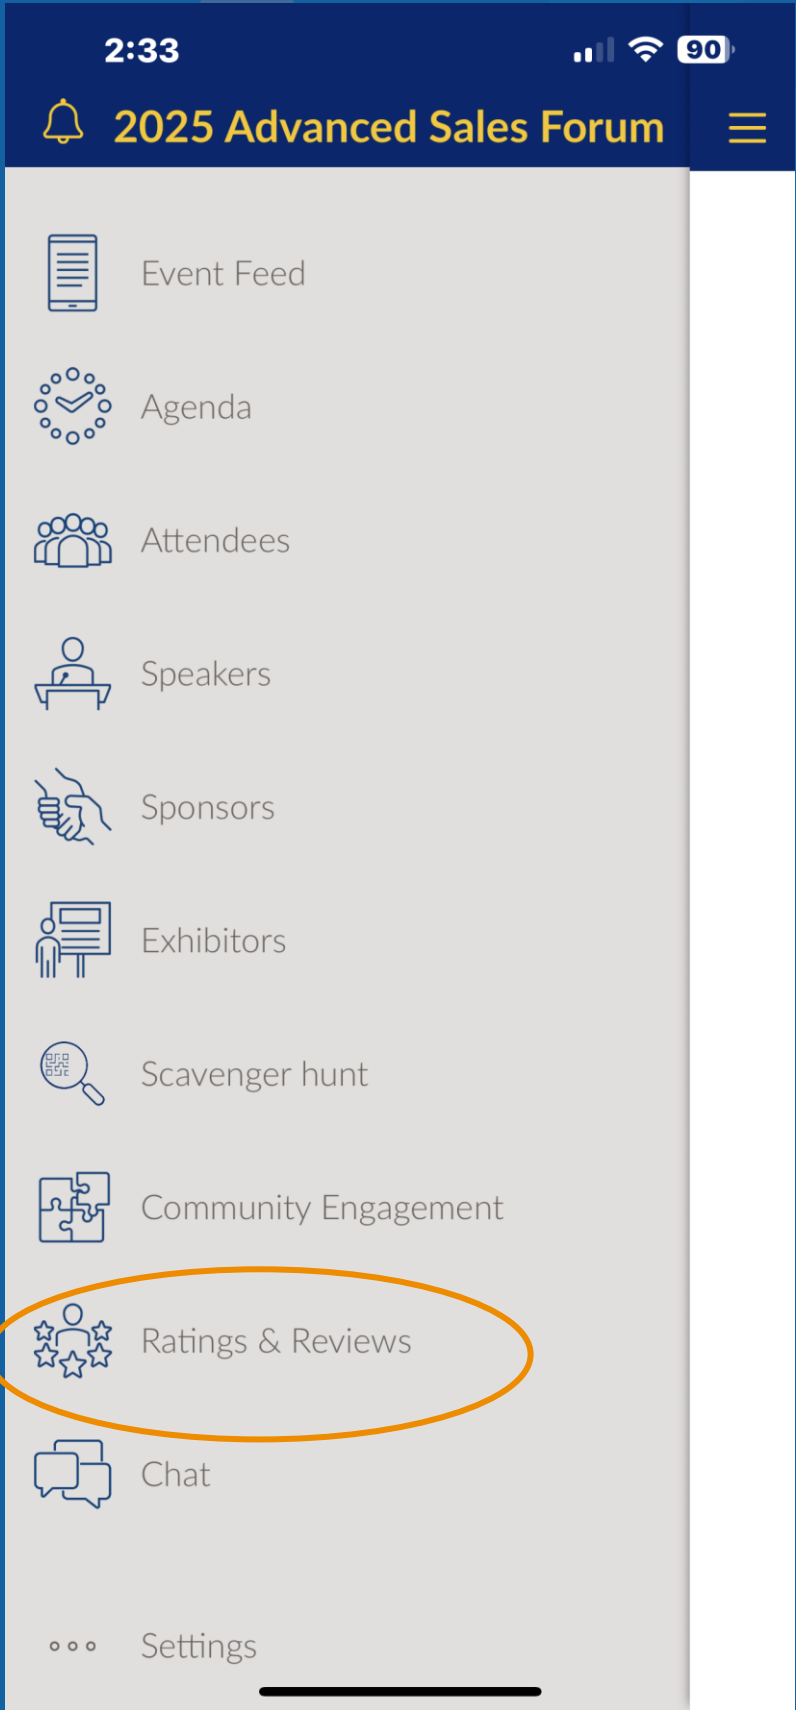 2:33
90
2025 Advanced Sales Forum
Event Feed
Agenda
Attendees
Speakers
Sponsors
Exhibitors
Scavenger hunt
Community Engagement
Ratings & Reviews
Chat
Settings